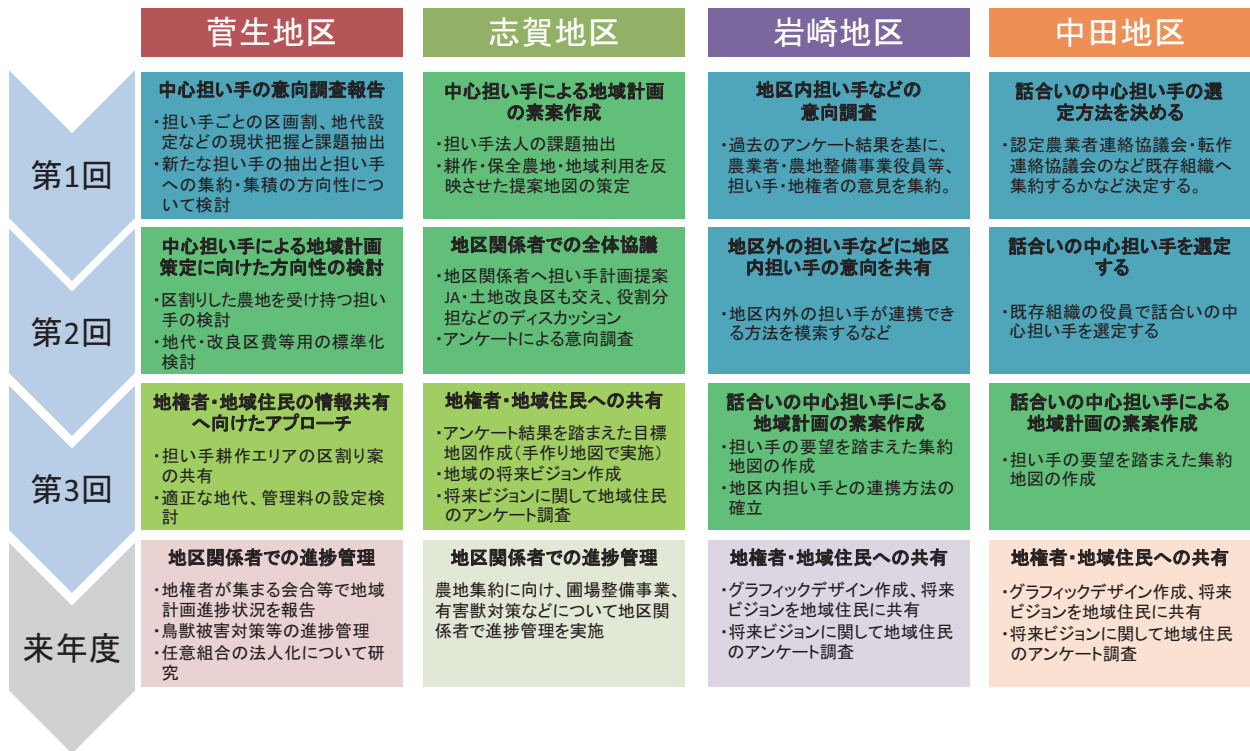 菅生地区
志賀地区
岩崎地区
中田地区
第1回
中心担い手の意向調査報告
・担い手ごとの区画割、地代設
定などの現状把握と課題抽出
・新たな担い手の抽出と担い手
への集約・集積の方向性につ
いて検討
中心担い手による地域計画
の素案作成
・担い手法人の課題抽出
・耕作・保全農地・地域利用を反
映させた提案地図の策定
地区内担い手などの
意向調査
・過去のアンケート結果を基に、
農業者・農地整備事業役員等、
担い手・地権者の意見を集約。
話合いの中心担い手の選
定方法を決める
・認定農業者連絡協議会・転作
連絡協議会のなど既存組織へ
集約するかなど決定する。
第2回
中心担い手による地域計画
策定に向けた方向性の検討
・区割りした農地を受け持つ担い
手の検討
・地代・改良区費等用の標準化
検討
地区関係者での全体協議
・地区関係者へ担い手計画提案
JA・土地改良区も交え、役割分
担などのディスカッション
・アンケートによる意向調査
地区外の担い手などに地区
内担い手の意向を共有
・地区内外の担い手が連携でき
る方法を模索するなど
話合いの中心担い手を選定
する
・既存組織の役員で話合いの中
心担い手を選定する
第3回
地権者・地域住民の情報共有
へ向けたアプローチ
・担い手耕作エリアの区割り案
の共有
・適正な地代、管理料の設定検
討
地権者・地域住民への共有
・アンケート結果を踏まえた目標
地図作成(手作り地図で実施)
・地域の将来ビジョン作成
・将来ビジョンに関して地域住民
のアンケート調査
話合いの中心担い手による
地域計画の素案作成
・担い手の要望を踏まえた集約
地図の作成
・地区内担い手との連携方法の
確立
話合いの中心担い手による
地域計画の素案作成
・担い手の要望を踏まえた集約
地図の作成
来年度
地区関係者での進捗管理
・地権者が集まる会合等で地域
計画進捗状況を報告
・鳥獣被害対策等の進捗管理
・任意組合の法人化について研
究
地区関係者での進捗管理
農地集約に向け、圃場整備事業、
有害獣対策などについて地区関
係者で進捗管理を実施
地権者・地域住民への共有
・グラフィックデザイン作成、将来
ビジョンを地域住民に共有
・将来ビジョンに関して地域住民
のアンケート調査
地権者・地域住民への共有
・グラフィックデザイン作成、将来
ビジョンを地域住民に共有
・将来ビジョンに関して地域住民
のアンケート調査